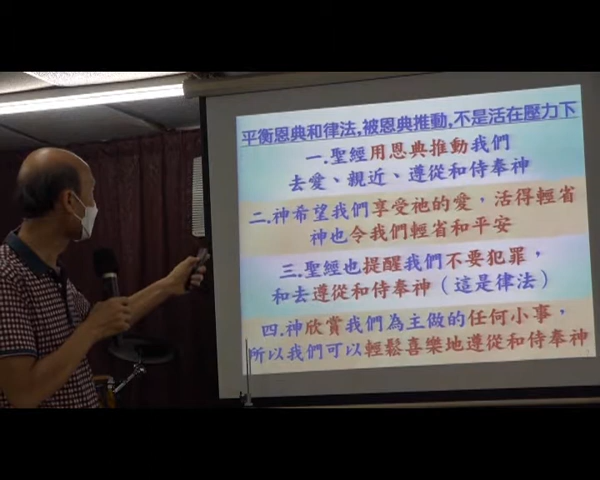 平衡恩典和律法,被恩典推動,不是活在壓力下
一.聖經用恩典推動我們
去愛、親近、遵從和侍奉神
二.神希望我們享受祂的愛，活得輕省
神也令我們輕省和平安
三.聖經也提醒我們不要犯罪，
和去遵從和侍奉神（這是律法）
四.神欣賞我們為主做的任何小事，
所以我們可以輕鬆喜樂地遵從和侍奉神